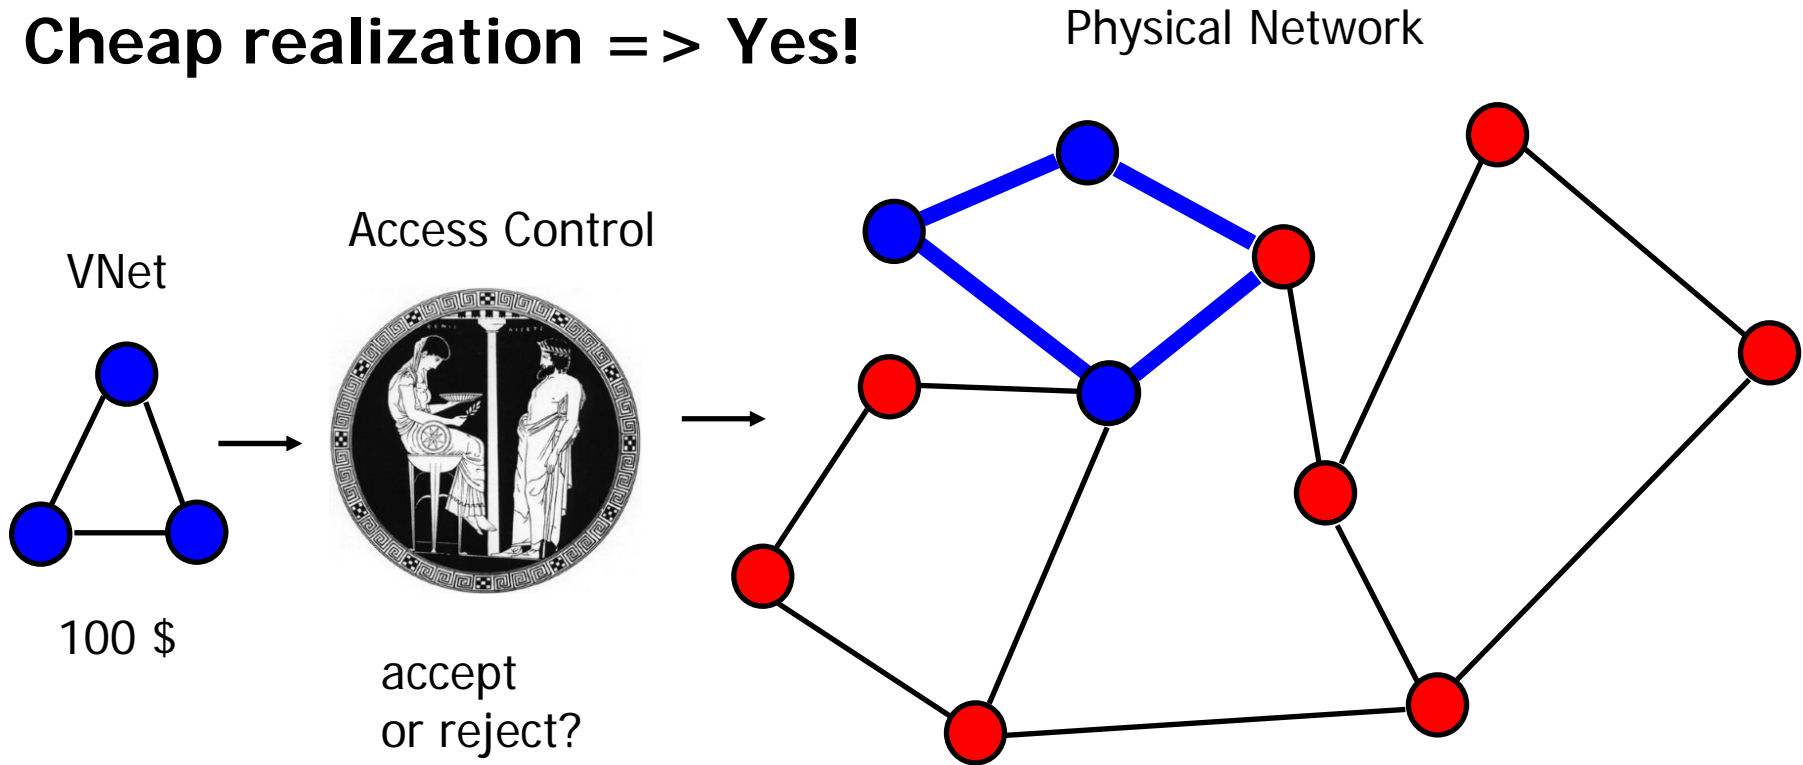 Cheap realization => Yes!
Physical Network
Access Control
VNet
100 $
accept
or reject?